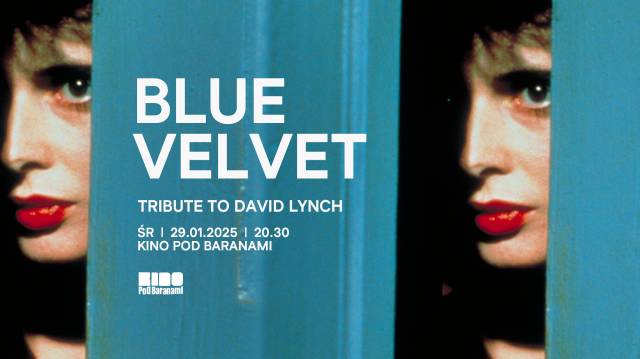 BLUE
VELVET
TRIBUTE TO DAVID LYNCH
ŚR | 29.01.2025 | 20.30
KINO POD BARANAMI
KINO
Pod Baranami